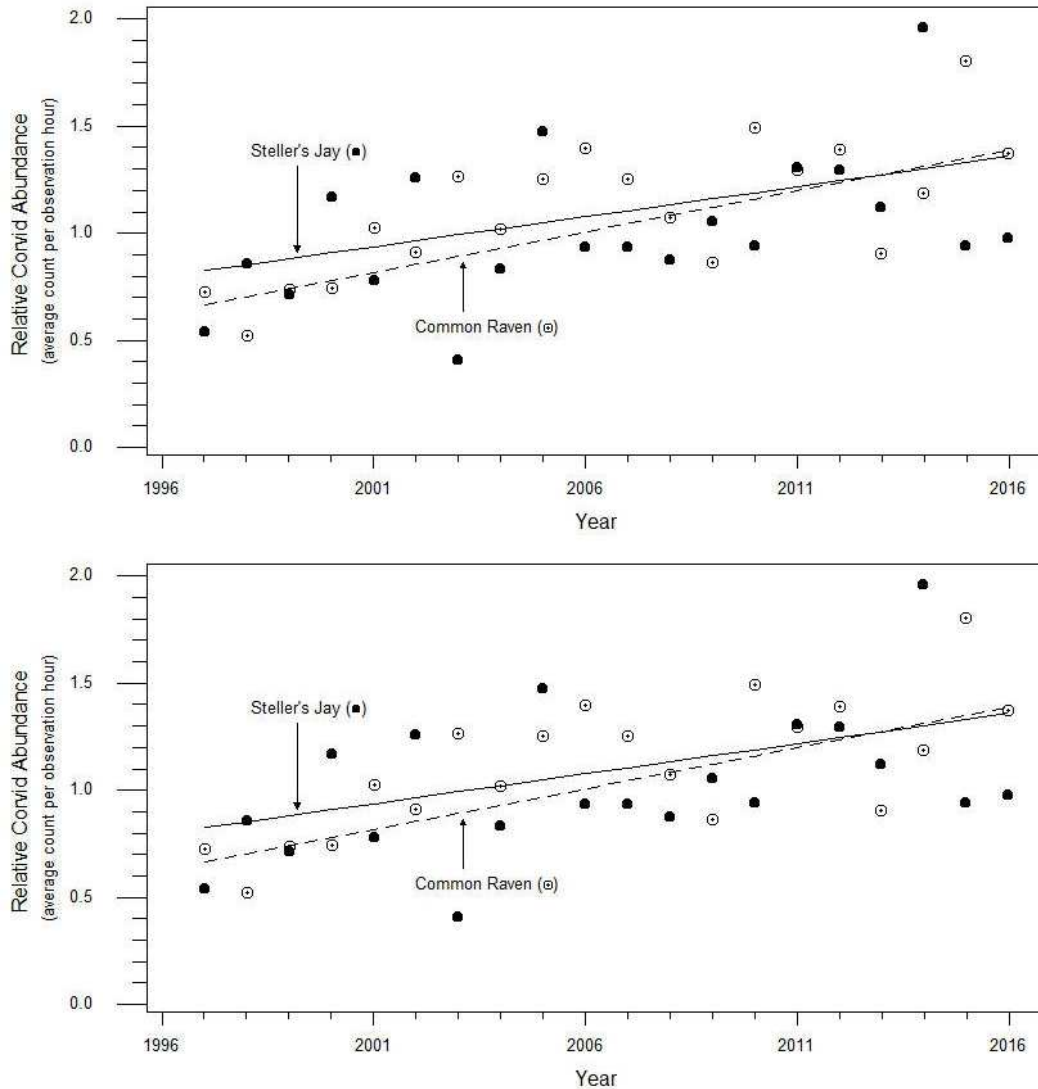 2.0
1.5
1.0
0.5
0.0
Relative Corvid Abundance
(average count per observation hour)
Steller's Jay (●)
Common Raven (⊙)
1996 2001 2006 2011 2016
Year
2.0
1.5
1.0
0.5
0.0
Relative Corvid Abundance
(average count per observation hour)
Steller's Jay (●)
Common Raven (⊙)
1996 2001 2006 2011 2016
Year